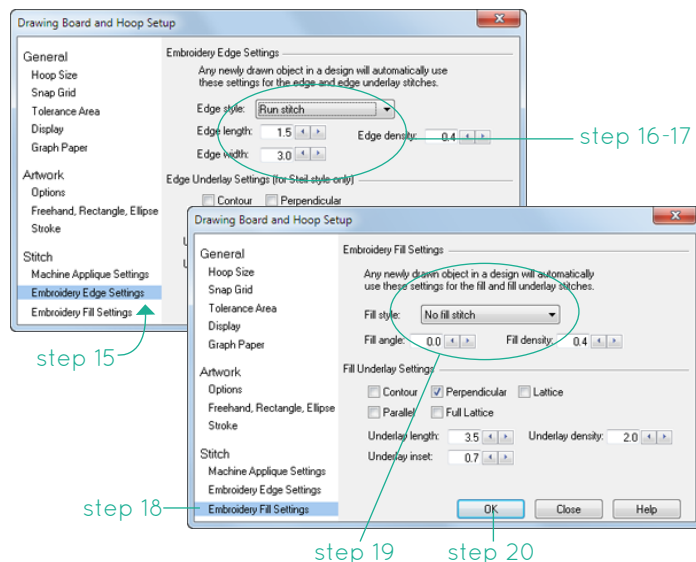 Drawing Board and Hoop Setup
General
Hoop Size
Snap Grid
Tolerance Area
Display
Graph Paper
Artwork
Options
Freehand, Rectangle, Ellipse
Stroke
Stitch
Machine Applique Settings
Embroidery Edge Settings
Embroidery Fill Settings
Embroidery Edge Settings
Any newly drawn object in a design will automatically use
these settings for the edge and edge underlay stitches.
Edge style: Run stitch
Edge length: 1.5 Edge density: 0.4
Edge width: 3.0
Edge Underlay Settings (for Steil style only)
Contour Perpendicular
step 16-17
step 15
Drawing Board and Hoop Setup
General
Hoop Size
Snap Grid
Tolerance Area
Display
Graph Paper
Artwork
Options
Freehand, Rectangle, Ellipse
Stroke
Stitch
Machine Applique Settings
Embroidery Edge Settings
Embroidery Fill Settings
Embroidery Fill Settings
Any newly drawn object in a design will automatically
use these settings for the fill and fill underlay stitches.
Fill style: No fill stitch
Fill angle: 0.0 Fill density: 0.4
Fill Underlay Settings
Contour Perpendicular Lattice
Parallel Full Lattice
Underlay length: 3.5 Underlay density: 2.0
Underlay inset: 0.7
OK Close Help
step 18
step 19 step 20